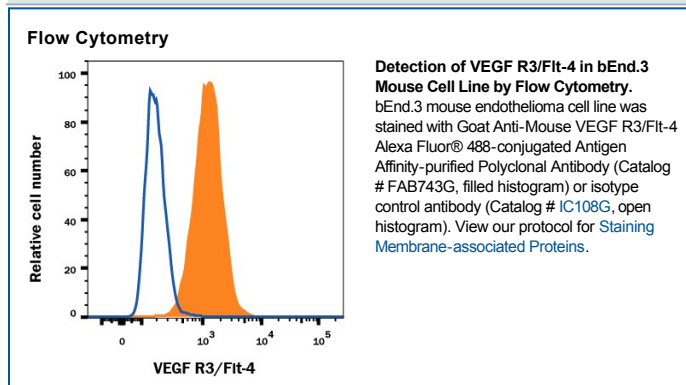 Flow Cytometry
100
80
60
40
20
0
Relative cell number
0 10³ 10⁴ 10⁵
VEGF R3/Flt-4
Detection of VEGF R3/Flt-4 in bEnd.3
Mouse Cell Line by Flow Cytometry.
bEnd.3 mouse endothelioma cell line was
stained with Goat Anti-Mouse VEGF R3/Flt-4
Alexa Fluor® 488-conjugated Antigen
Affinity-purified Polyclonal Antibody (Catalog
# FAB743G, filled histogram) or isotype
control antibody (Catalog # IC108G, open
histogram). View our protocol for Staining
Membrane-associated Proteins.